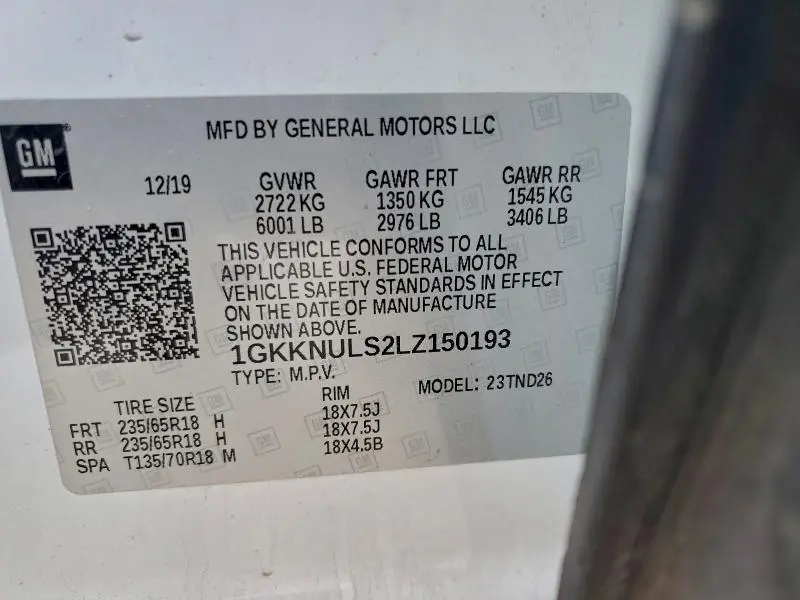 MFD BY GENERAL MOTORS LLC
GM
12/19 GVWR GAWR FRT GAWR RR
2722 KG 1350 KG 1545 KG
6001 LB 2976 LB 3406 LB
THIS VEHICLE CONFORMS TO ALL
APPLICABLE U.S. FEDERAL MOTOR
VEHICLE SAFETY STANDARDS IN EFFECT
ON THE DATE OF MANUFACTURE
SHOWN ABOVE.
1GKKNULS2LZ150193
TYPE: M.P.V. MODEL: 23TND26
TIRE SIZE RIM
FRT 235/65R18 H 18X7.5J
RR 235/65R18 H 18X7.5J
SPA T135/70R18 M 18X4.5B